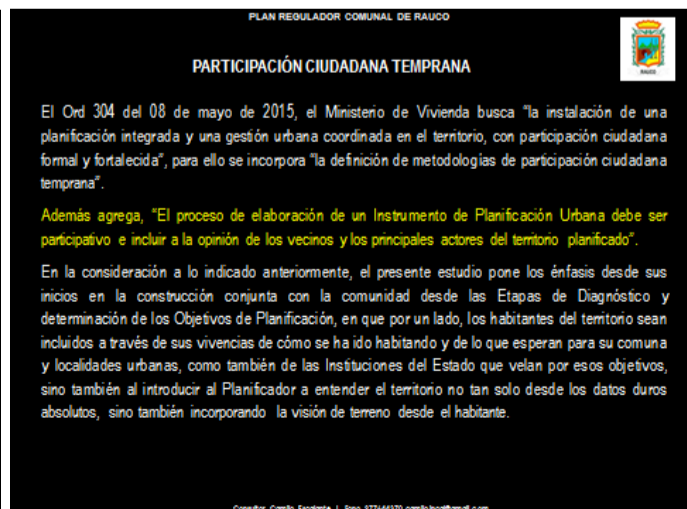 PLAN REGULADOR COMUNAL DE RAUCO
RAUCO
PARTICIPACIÓN CIUDADANA TEMPRANA
El Ord 304 del 08 de mayo de 2015, el Ministerio de Vivienda busca "la instalación de una
planificación integrada y una gestión urbana coordinada en el territorio, con participación ciudadana
formal y fortalecida", para ello se incorpora "la definición de metodologías de participación ciudadana
temprana".
Además agrega, "El proceso de elaboración de un Instrumento de Planificación Urbana debe ser
participativo e incluir a la opinión de los vecinos y los principales actores del territorio planificado".
En la consideración a lo indicado anteriormente, el presente estudio pone los énfasis desde sus
inicios en la construcción conjunta con la comunidad desde las Etapas de Diagnóstico y
determinación de los Objetivos de Planificación, en que por un lado, los habitantes del territorio sean
incluidos a través de sus vivencias de cómo se ha ido habitando y de lo que esperan para su comuna
y localidades urbanas, como también de las Instituciones del Estado que velan por esos objetivos,
sino también al introducir al Planificador a entender el territorio no tan solo desde los datos duros
absolutos, sino también incorporando la visión de terreno desde el habitante.
Consultor Camilo Escalante |